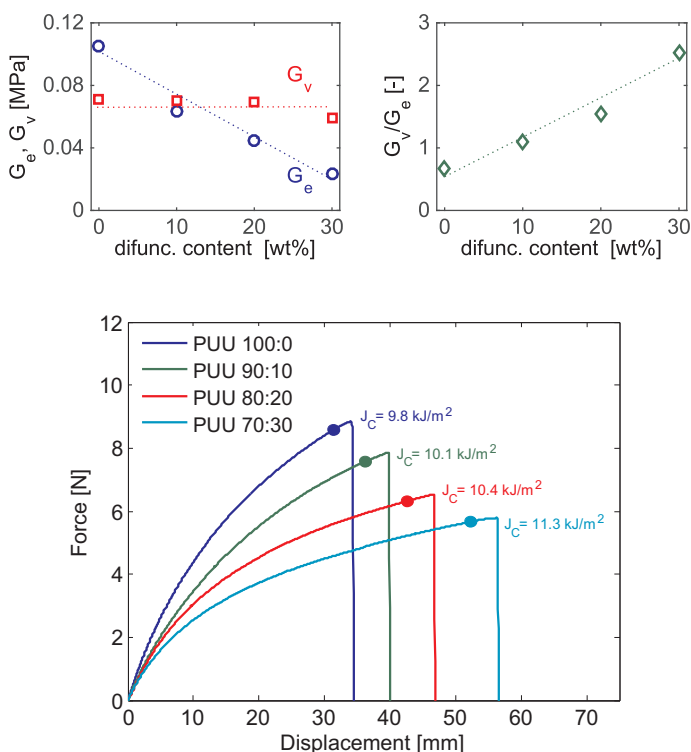 0.12
0.08
0.04
0
G_e, G_v [MPa]
G_v
G_e
0 10 20 30
difunc. content [wt%]
3
2
1
0
G_v/G_e [-]
0 10 20 30
difunc. content [wt%]
12
10
8
6
4
2
0
Force [N]
PUU 100:0
PUU 90:10
PUU 80:20
PUU 70:30
J_C= 9.8 kJ/m²
J_C= 10.1 kJ/m²
J_C= 10.4 kJ/m²
J_C= 11.3 kJ/m²
0 10 20 30 40 50 60 70
Displacement [mm]